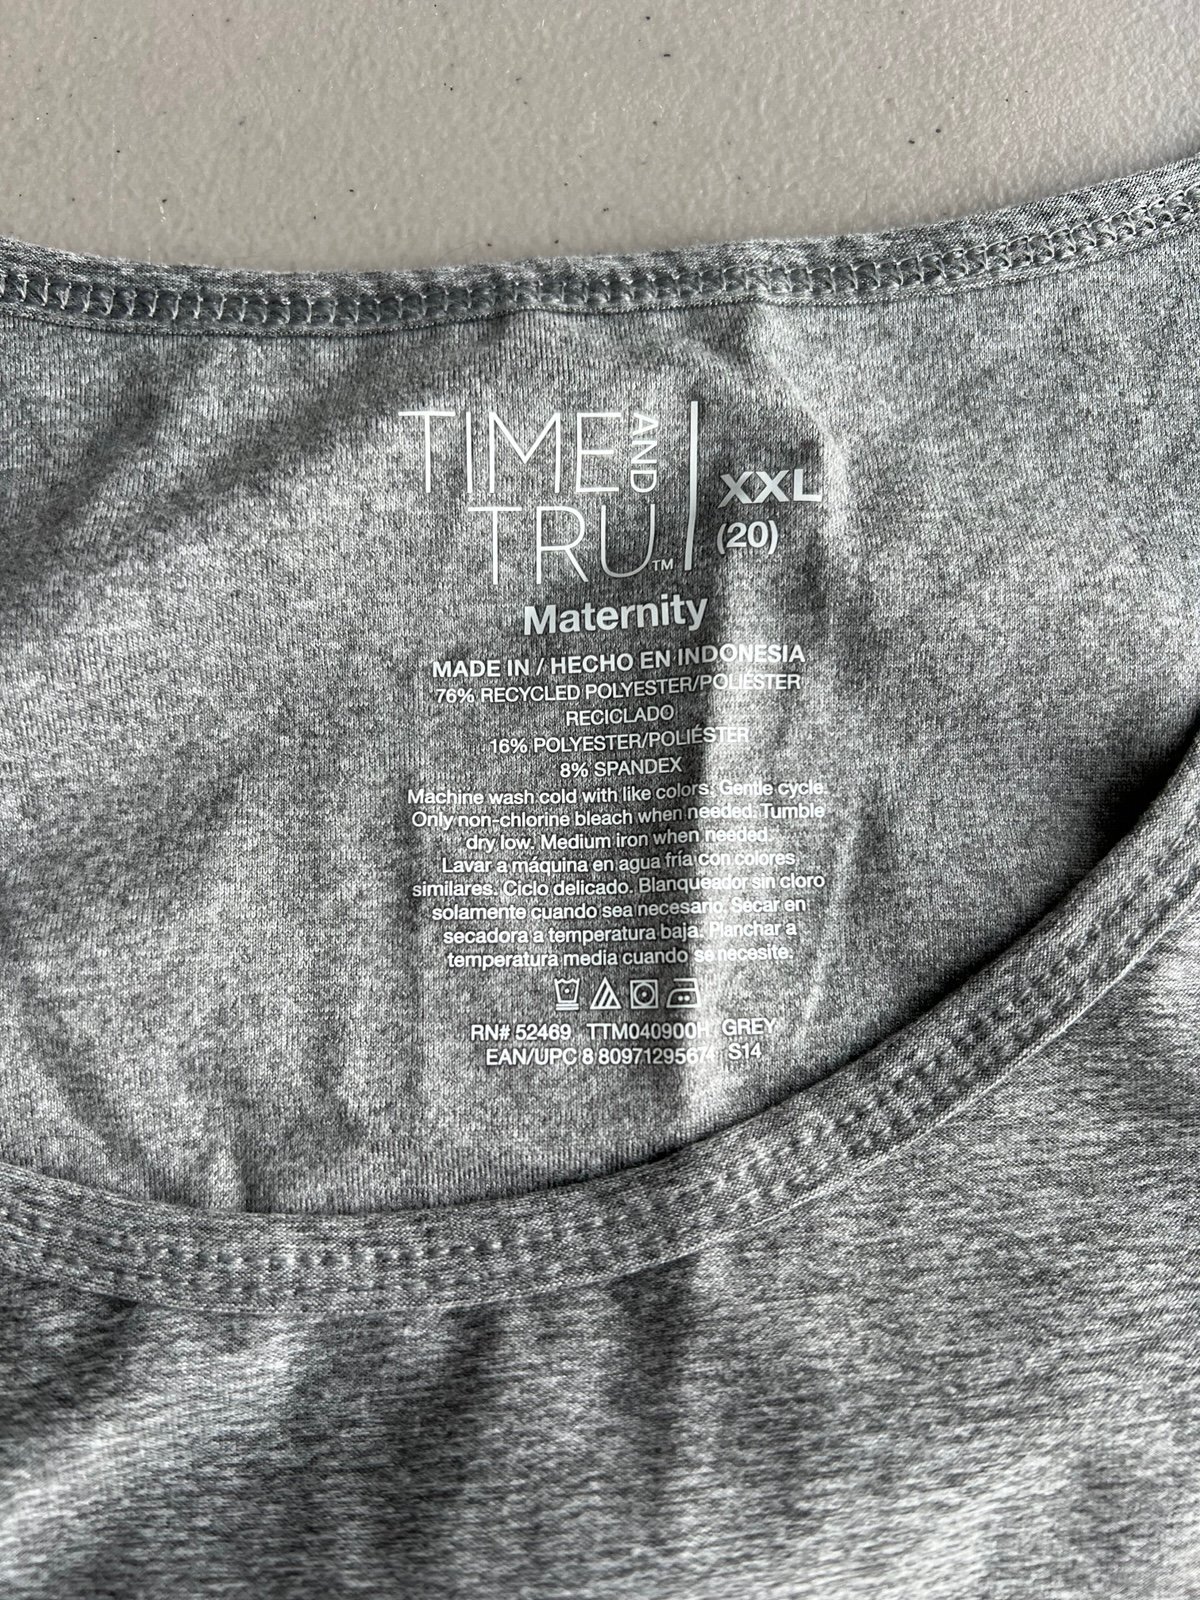 TIME AND
TRU™
XXL
(20)
Maternity
MADE IN / HECHO EN INDONESIA
76% RECYCLED POLYESTER/POLIÉSTER
RECICLADO
16% POLYESTER/POLIÉSTER
8% SPANDEX
Machine wash cold with like colors. Gentle cycle.
Only non-chlorine bleach when needed. Tumble
dry low. Medium iron when needed.
Lavar a máquina en agua fría con colores
similares. Ciclo delicado. Blanqueador sin cloro
solamente cuando sea necesario. Secar en
secadora a temperatura baja. Planchar a
temperatura media cuando se necesite.
RN# 52469 TTM040900H GREY
EAN/UPC 8 80971295674 S14